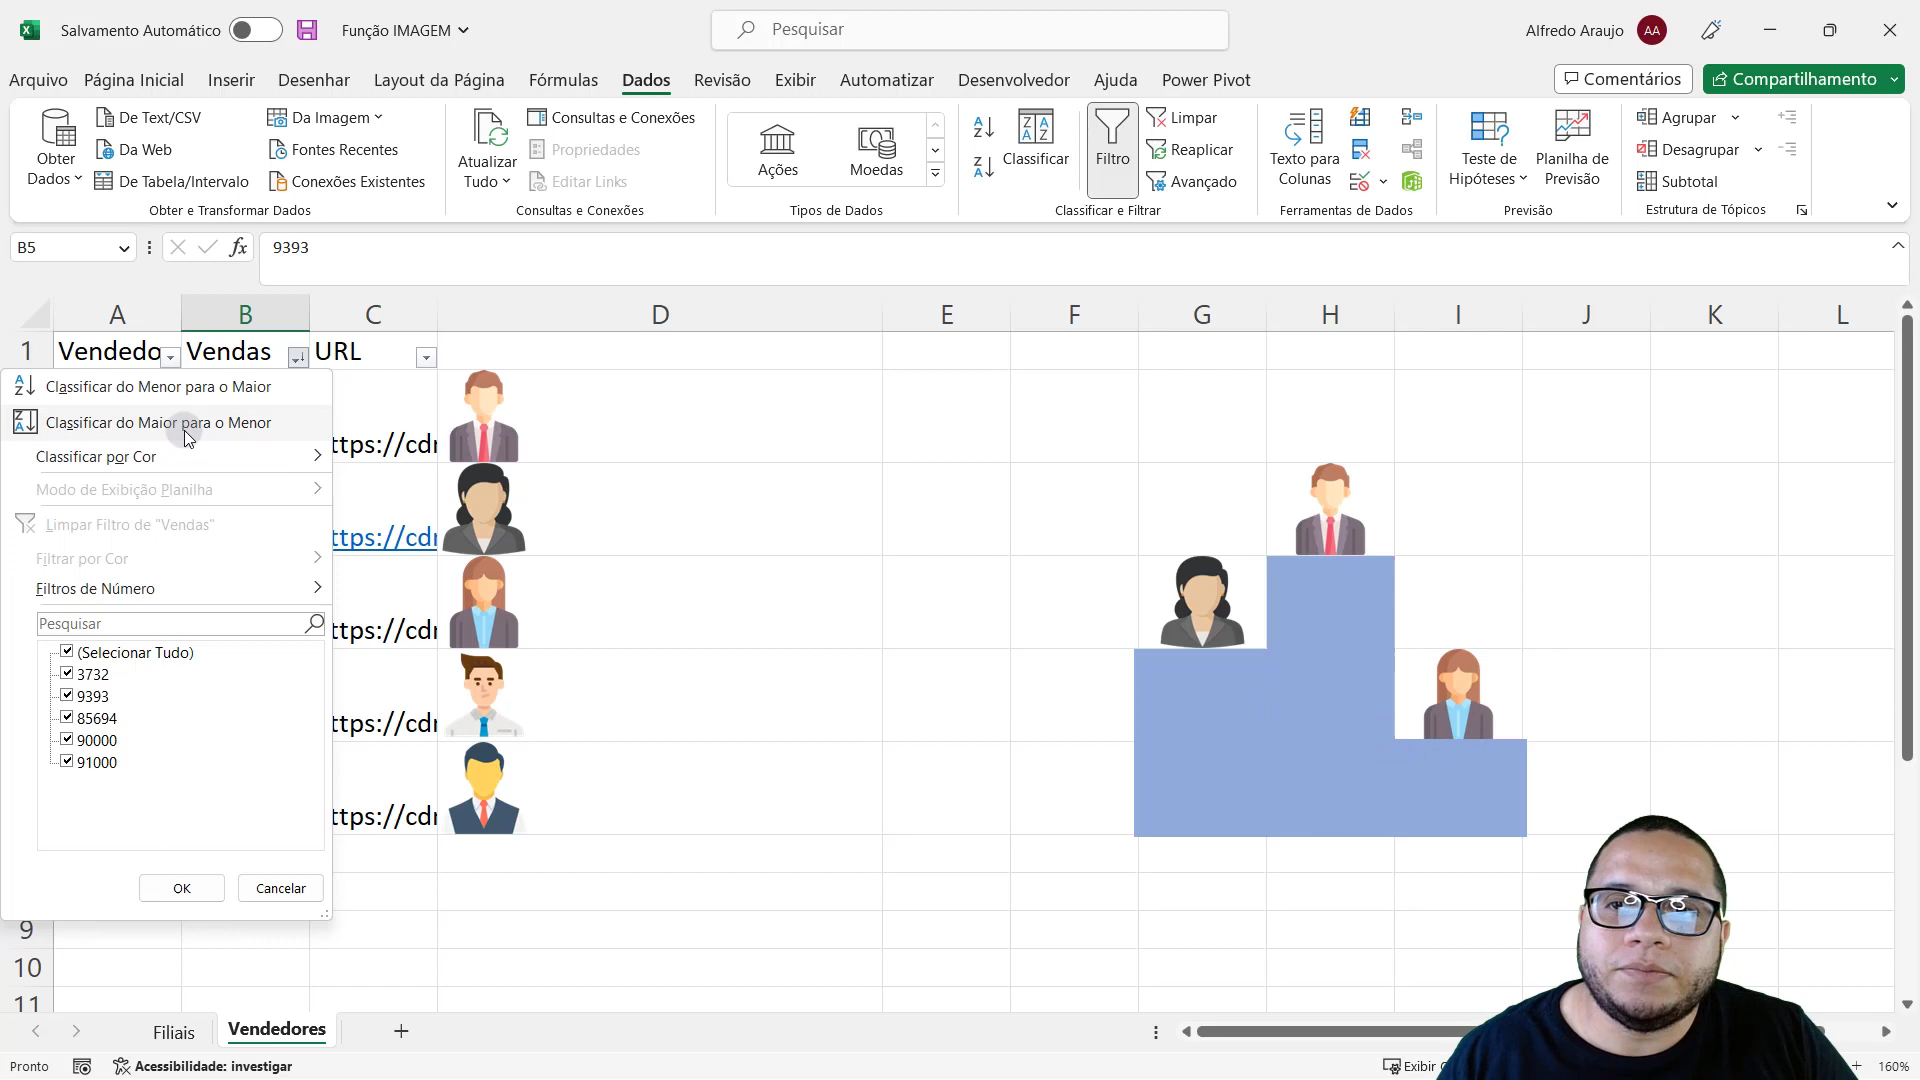 Salvamento Automático
Função IMAGEM
Pesquisar
Alfredo Araujo
AA
Arquivo
Página Inicial
Inserir
Desenhar
Layout da Página
Fórmulas
Dados
Revisão
Exibir
Automatizar
Desenvolvedor
Ajuda
Power Pivot
Comentários
Compartilhamento
Obter
Dados
De Text/CSV
Da Web
De Tabela/Intervalo
Da Imagem
Fontes Recentes
Conexões Existentes
Obter e Transformar Dados
Atualizar
Tudo
Consultas e Conexões
Propriedades
Editar Links
Consultas e Conexões
Ações
Moedas
Tipos de Dados
Classificar
Filtro
Limpar
Reaplicar
Avançado
Classificar e Filtrar
Texto para
Colunas
Ferramentas de Dados
Teste de
Hipóteses
Planilha de
Previsão
Previsão
Agrupar
Desagrupar
Subtotal
Estrutura de Tópicos
B5
fx
9393
A B C D E F G H I J K L
1 Vendedo Vendas URL
Classificar do Menor para o Maior
Classificar do Maior para o Menor
Classificar por Cor
Modo de Exibição Planilha
Limpar Filtro de "Vendas"
Filtrar por Cor
Filtros de Número
Pesquisar
(Selecionar Tudo)
3732
9393
85694
90000
91000
OK
Cancelar
ttps://cdn
ttps://cdn
ttps://cdn
ttps://cdn
ttps://cdn
9
10
11
Filiais
Vendedores
Pronto
Acessibilidade: investigar
Exibir
160%